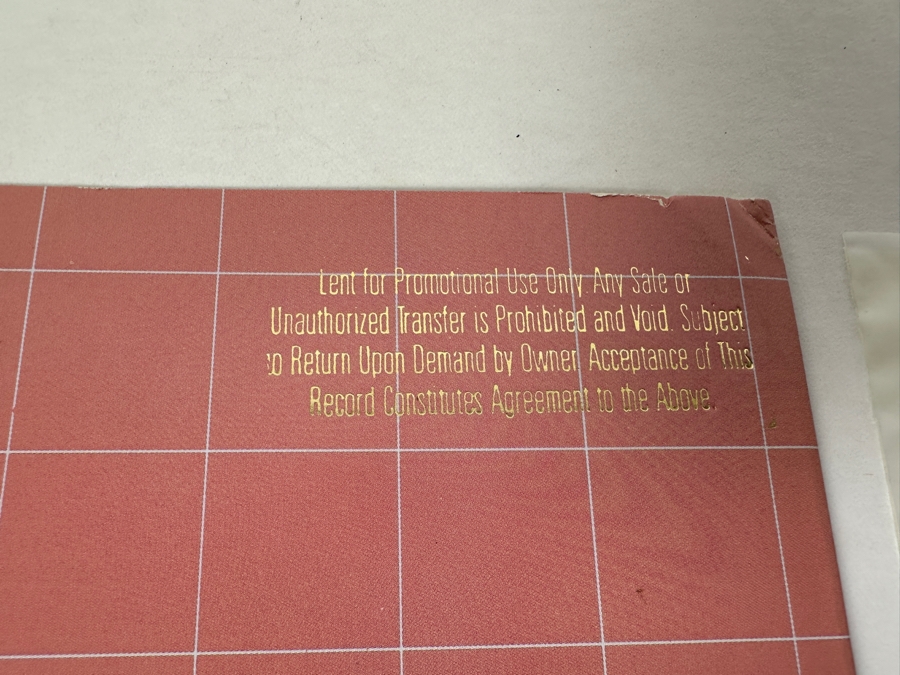 Lent for Promotional Use Only. Any Sale or
Unauthorized Transfer is Prohibited and Void. Subject
to Return Upon Demand by Owner. Acceptance of This
Record Constitutes Agreement to the Above.